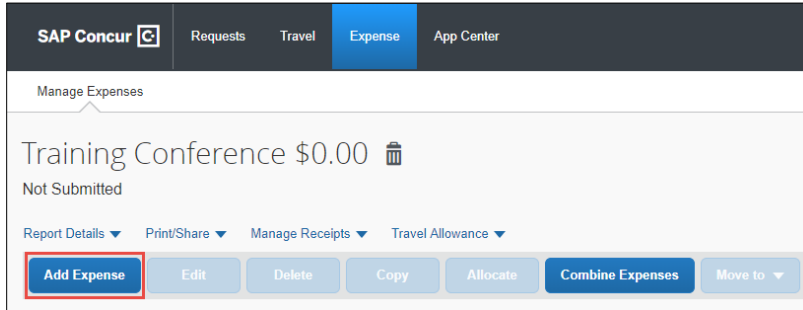 SAP Concur C Requests Travel Expense App Center
Manage Expenses
Training Conference $0.00
Not Submitted
Report Details Print/Share Manage Receipts Travel Allowance
Add Expense Edit Delete Copy Allocate Combine Expenses Move to